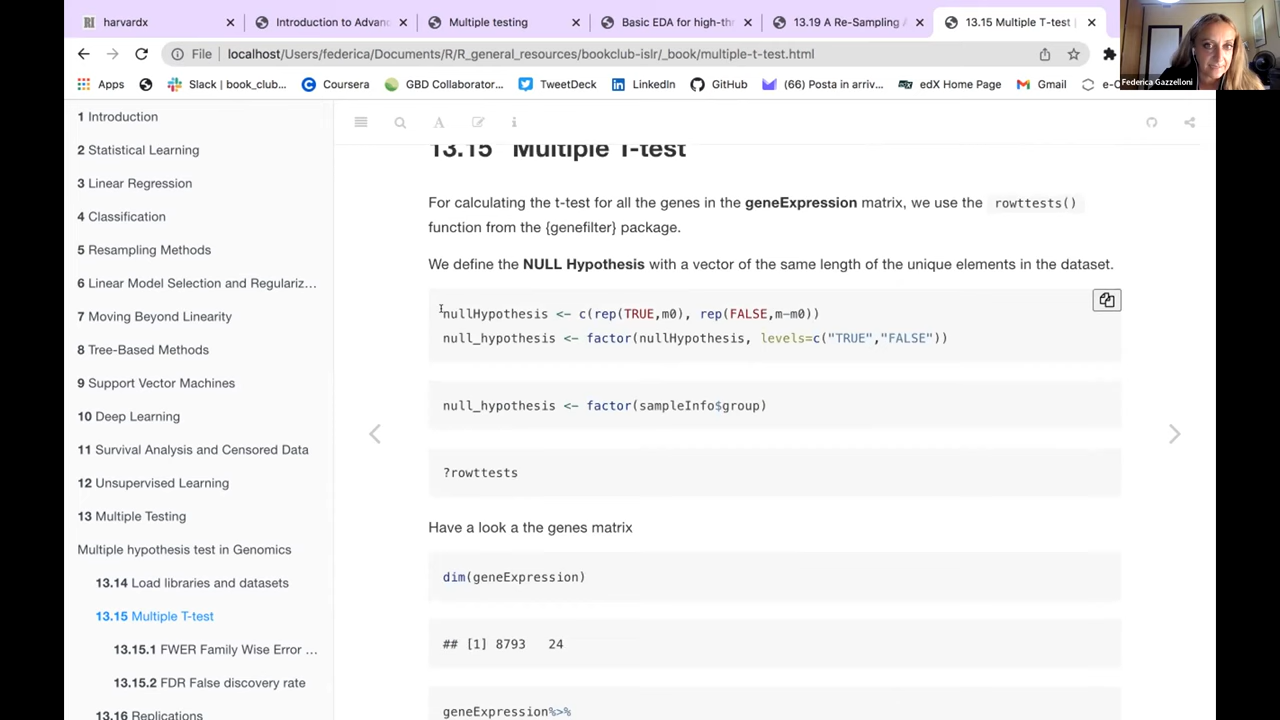 harvardx
Introduction to Advan
Multiple testing
Basic EDA for high-thr
13.19 A Re-Sampling A
13.15 Multiple T-test |
File
localhost/Users/federica/Documents/R/R_general_resources/bookclub-islr/_book/multiple-t-test.html
Federica Gazzelloni
Apps
Slack | book_club...
Coursera
GBD Collaborator...
TweetDeck
LinkedIn
GitHub
(66) Posta in arriv...
edX Home Page
Gmail
1 Introduction
2 Statistical Learning
3 Linear Regression
4 Classification
5 Resampling Methods
6 Linear Model Selection and Regulariz...
7 Moving Beyond Linearity
8 Tree-Based Methods
9 Support Vector Machines
10 Deep Learning
11 Survival Analysis and Censored Data
12 Unsupervised Learning
13 Multiple Testing
Multiple hypothesis test in Genomics
13.14 Load libraries and datasets
13.15 Multiple T-test
13.15.1 FWER Family Wise Error ...
13.15.2 FDR False discovery rate
13.16 Replications
13.15 Multiple T-test
For calculating the t-test for all the genes in the geneExpression matrix, we use the rowttests()
function from the {genefilter} package.
We define the NULL Hypothesis with a vector of the same length of the unique elements in the dataset.
nullHypothesis <- c(rep(TRUE,m0), rep(FALSE,m-m0))
null_hypothesis <- factor(nullHypothesis, levels=c("TRUE","FALSE"))
null_hypothesis <- factor(sampleInfo$group)
?rowttests
Have a look a the genes matrix
dim(geneExpression)
## [1] 8793 24
geneExpression%>%